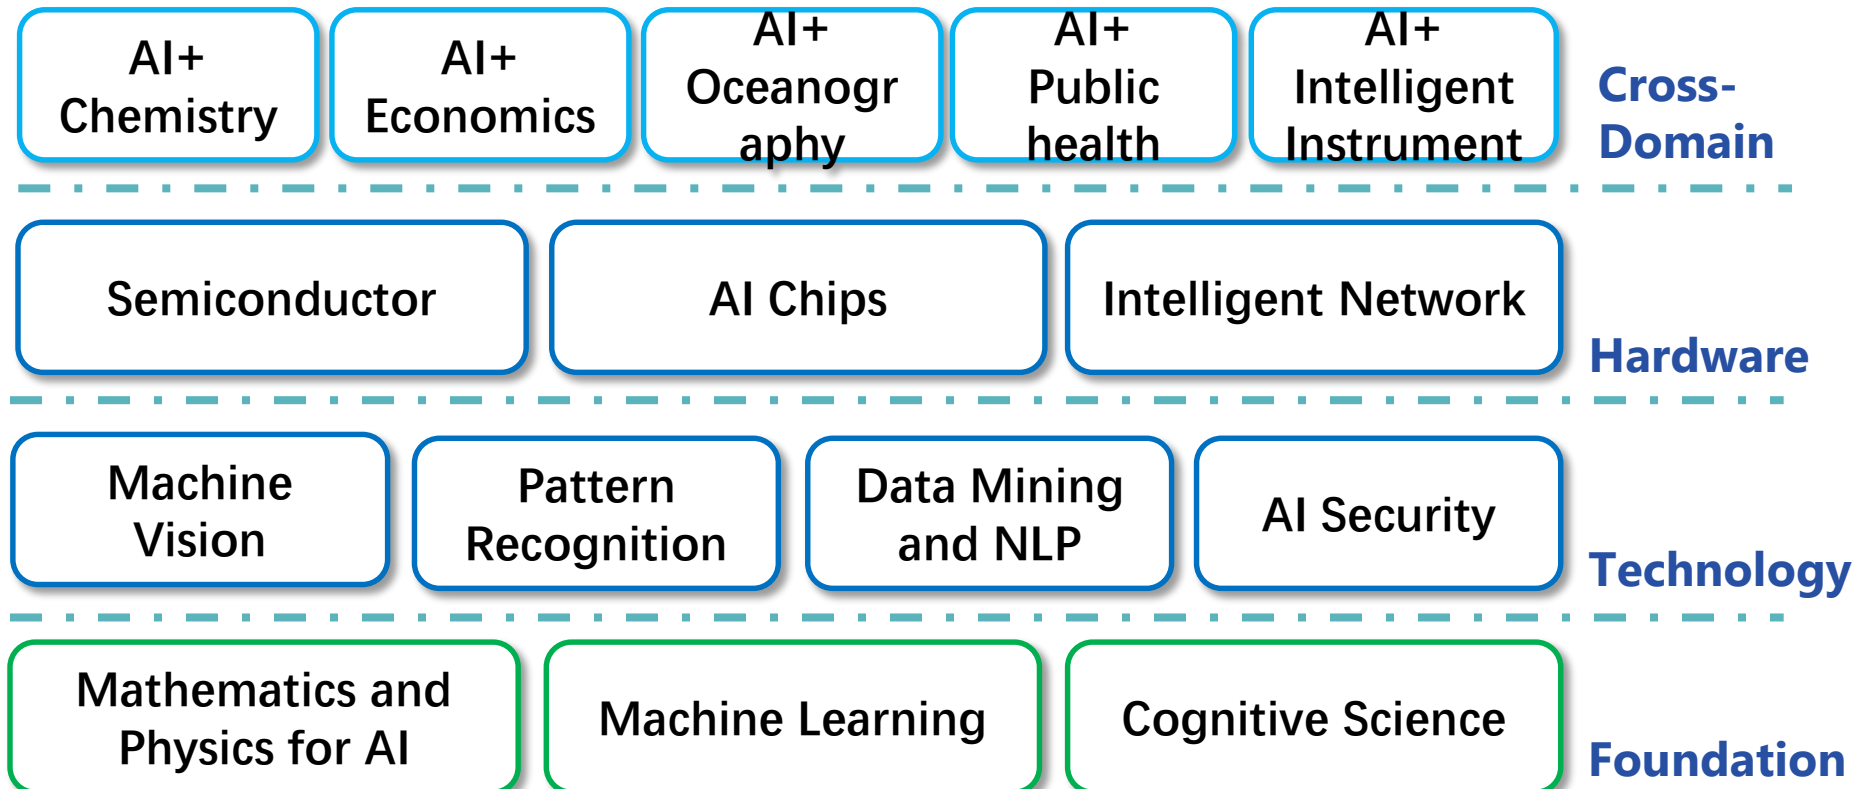 AI+
Chemistry
AI+
Economics
AI+
Oceanogr
aphy
AI+
Public
health
AI+
Intelligent
Instrument
Cross-
Domain
Semiconductor
AI Chips
Intelligent Network
Hardware
Machine
Vision
Pattern
Recognition
Data Mining
and NLP
AI Security
Technology
Mathematics and
Physics for AI
Machine Learning
Cognitive Science
Foundation